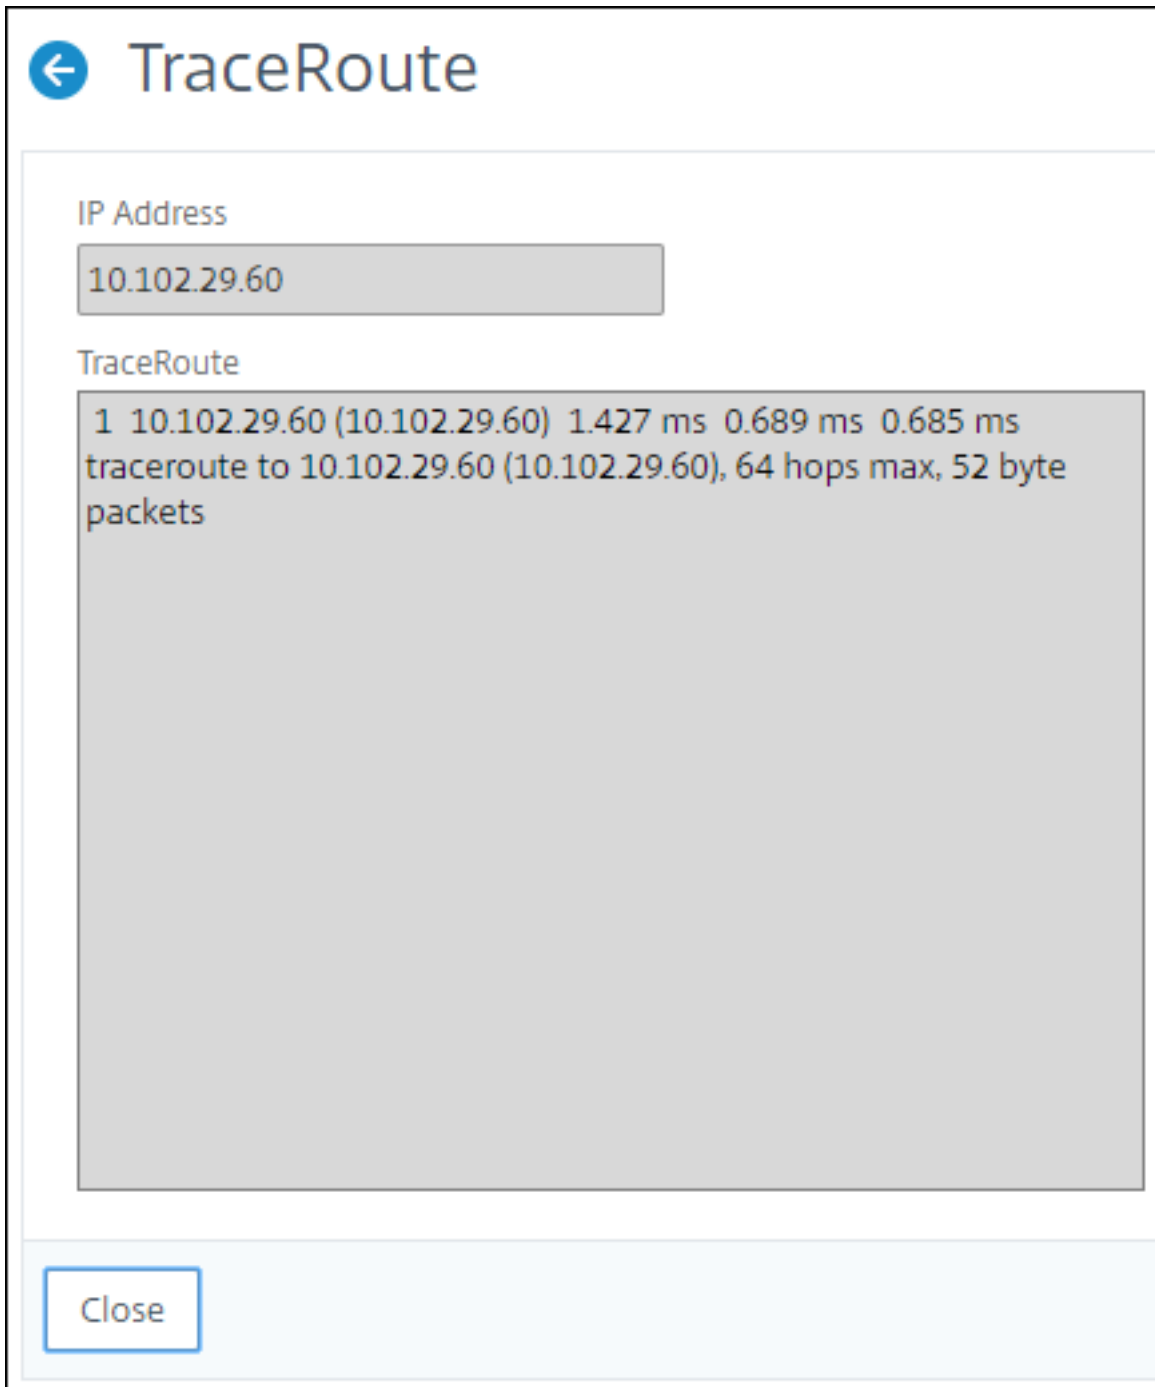 TraceRoute
IP Address
10.102.29.60
TraceRoute
1  10.102.29.60 (10.102.29.60)  1.427 ms  0.689 ms  0.685 ms
traceroute to 10.102.29.60 (10.102.29.60), 64 hops max, 52 byte
packets
Close